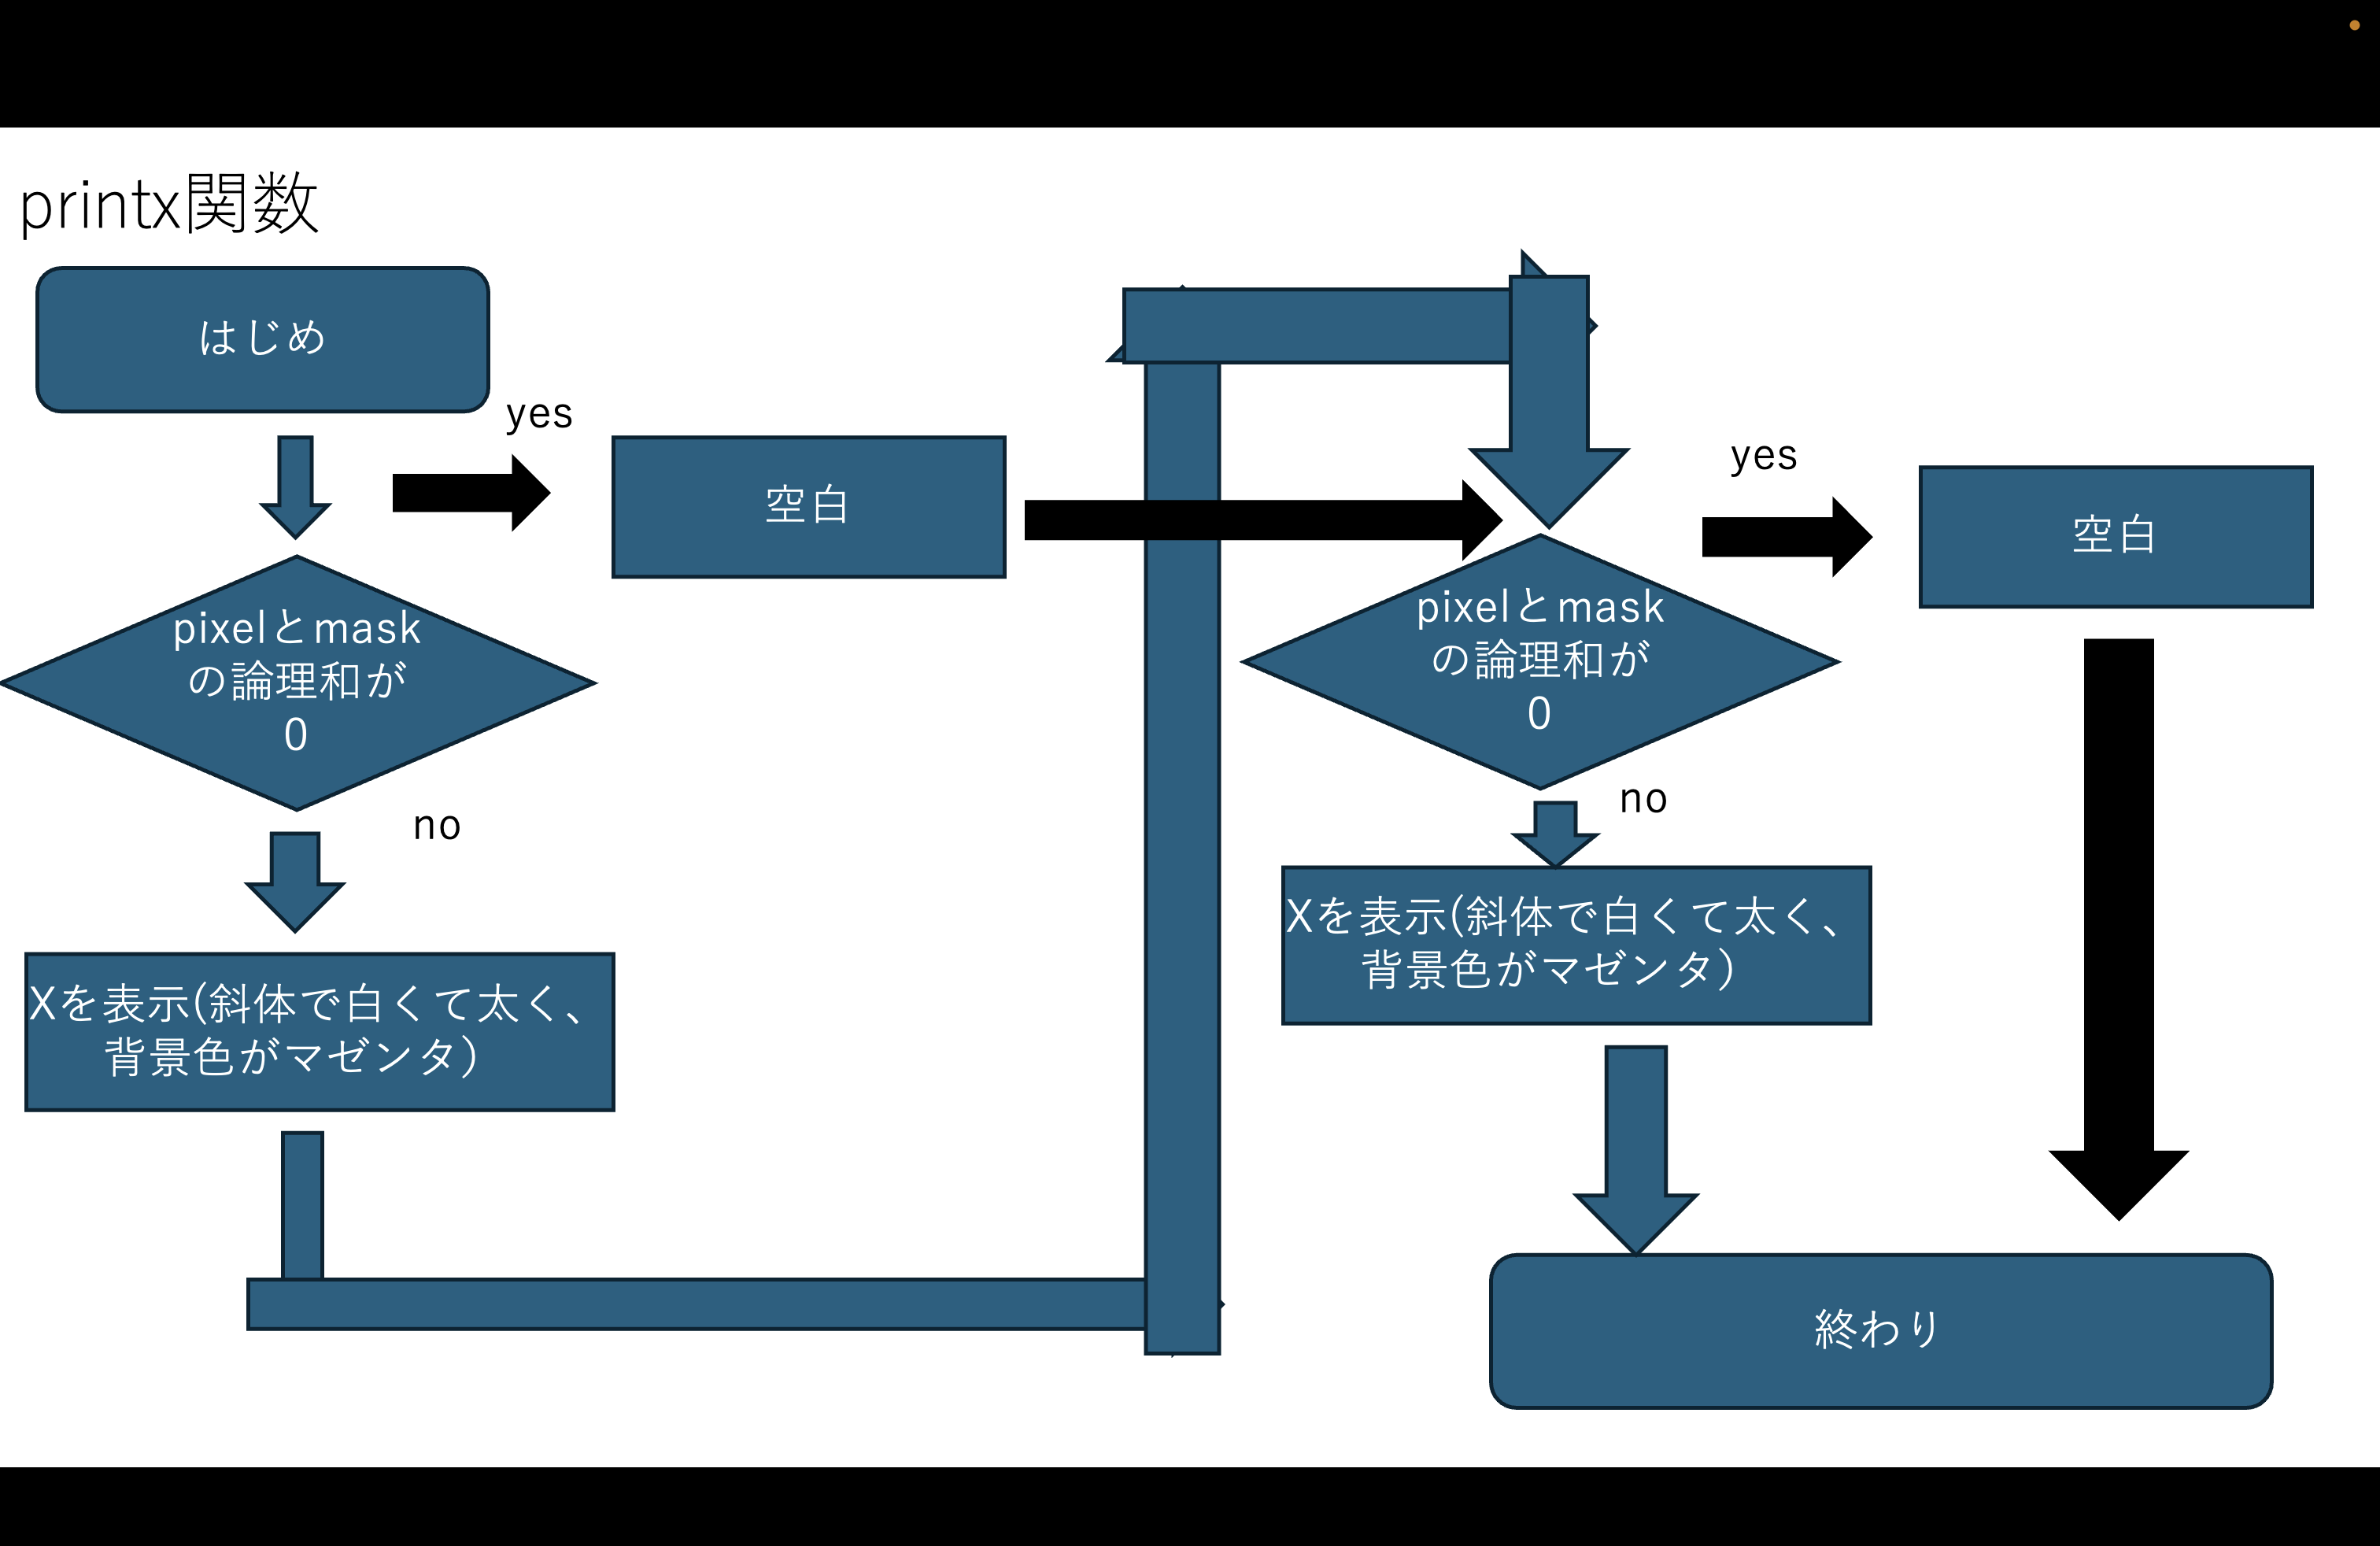 printx関数
はじめ
yes
空白
pixelとmask
の論理和が
0
no
Xを表示(斜体で白くて太く、
背景色がマゼンタ)
pixelとmask
の論理和が
0
yes
空白
no
Xを表示(斜体で白くて太く、
背景色がマゼンタ)
終わり